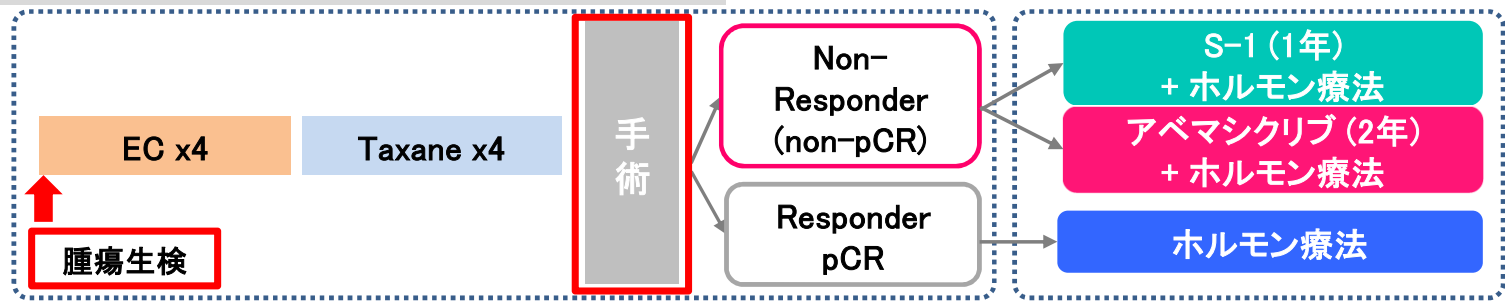 EC x4
Taxane x4
腫瘍生検
手
術
Non-
Responder
(non-pCR)
Responder
pCR
S-1 (1年)
+ ホルモン療法
アベマシクリブ (2年)
+ ホルモン療法
ホルモン療法